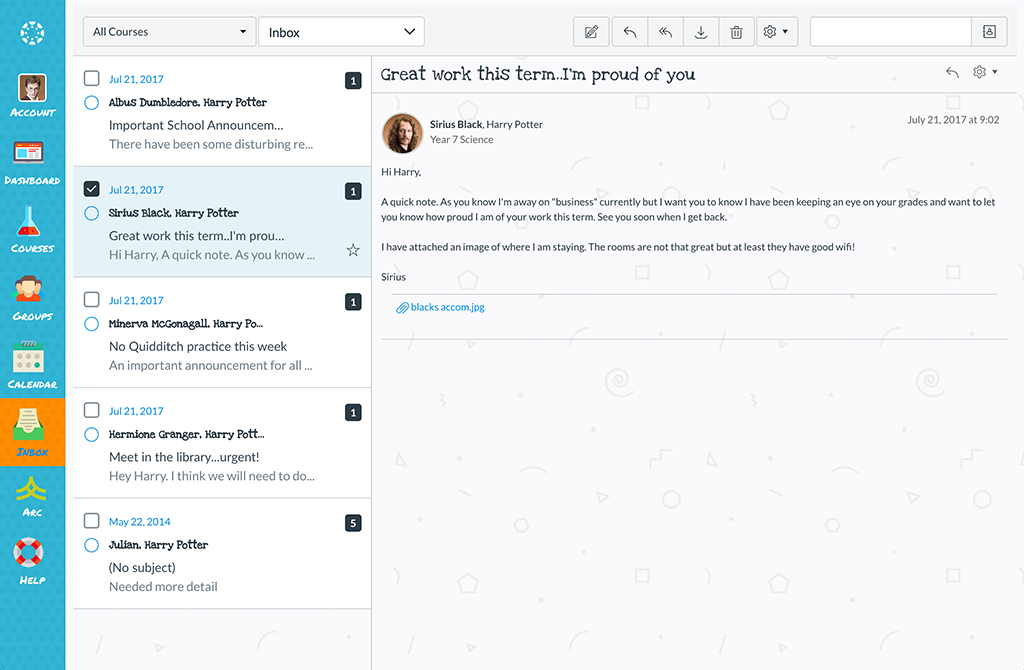 All Courses
Inbox
Account
Dashboard
Courses
Groups
Calendar
Inbox
Arc
Help
Jul 21, 2017
1
Albus Dumbledore, Harry Potter
Important School Announcem...
There have been some disturbing re...
Jul 21, 2017
1
Sirius Black, Harry Potter
Great work this term..I'm prou...
Hi Harry, A quick note. As you know ...
Jul 21, 2017
1
Minerva McGonagall, Harry Po...
No Quidditch practice this week
An important announcement for all ...
Jul 21, 2017
1
Hermione Granger, Harry Pott...
Meet in the library...urgent!
Hey Harry. I think we will need to do...
May 22, 2014
5
Julian, Harry Potter
(No subject)
Needed more detail
Great work this term..I'm proud of you
Sirius Black, Harry Potter
July 21, 2017 at 9:02
Year 7 Science
Hi Harry,
A quick note. As you know I'm away on "business" currently but I want you to know I have been keeping an eye on your grades and want to let
you know how proud I am of your work this term. See you soon when I get back.
I have attached an image of where I am staying. The rooms are not that great but at least they have good wifi!
Sirius
blacks accom.jpg